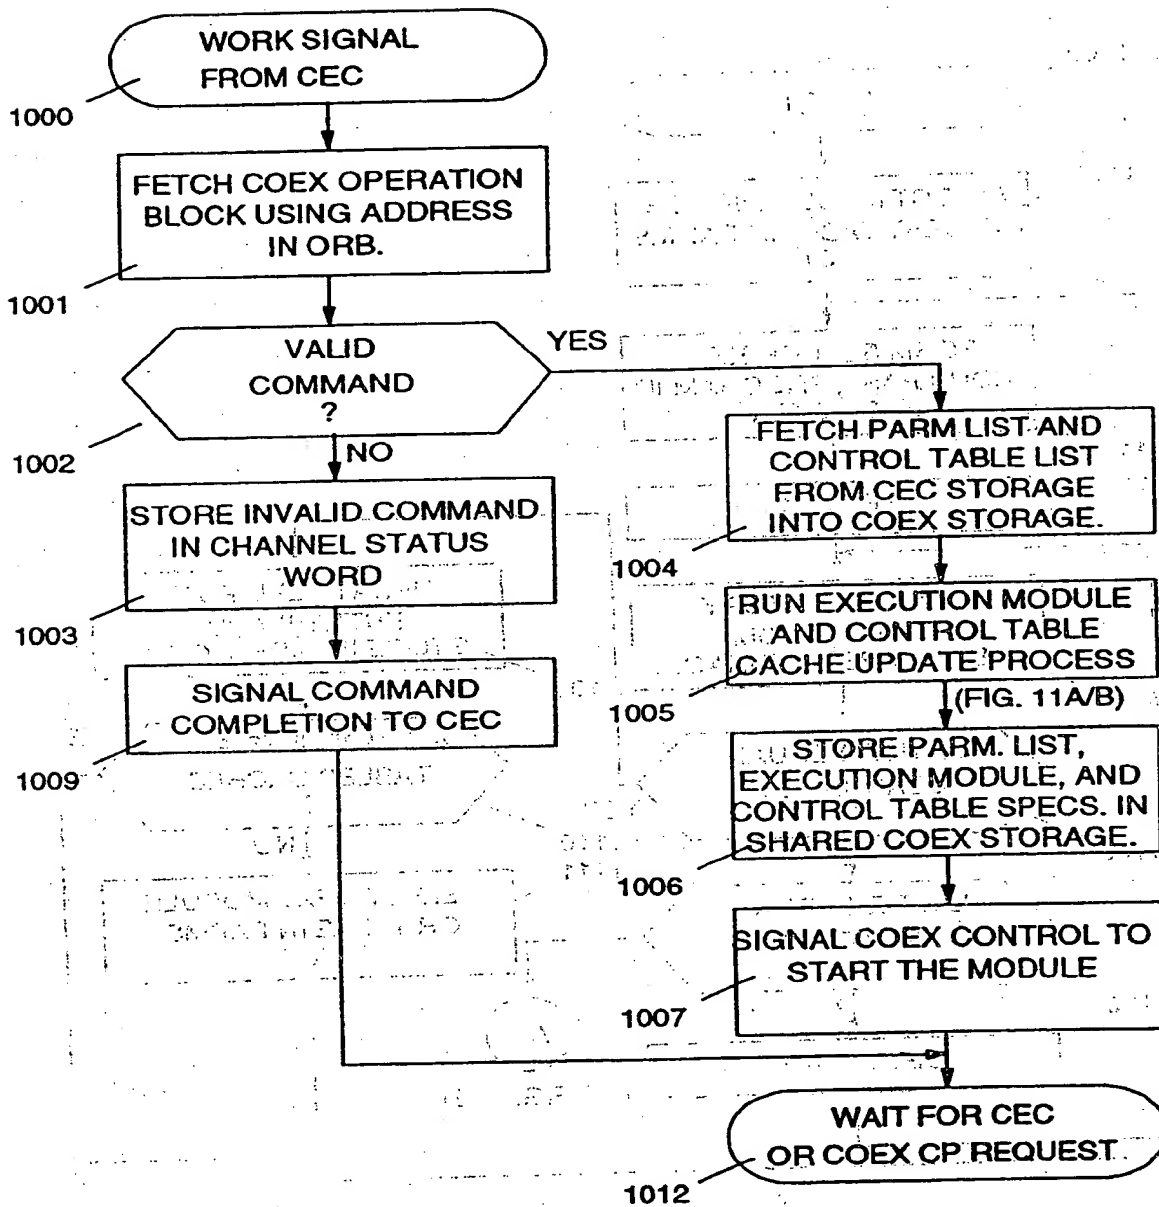 WORK SIGNAL
FROM CEC
1000
FETCH COEX OPERATION
BLOCK USING ADDRESS
IN ORB.
1001
VALID
COMMAND
?
1002
YES
NO
STORE INVALID COMMAND
IN CHANNEL STATUS
WORD
1003
SIGNAL COMMAND
COMPLETION TO CEC
1009
FETCH PARM LIST AND
CONTROL TABLE LIST
FROM CEC STORAGE
INTO COEX STORAGE.
1004
RUN EXECUTION MODULE
AND CONTROL TABLE
CACHE UPDATE PROCESS
1005
(FIG. 11A/B)
STORE PARM. LIST,
EXECUTION MODULE, AND
CONTROL TABLE SPECS. IN
SHARED COEX STORAGE.
1006
SIGNAL COEX CONTROL TO
START THE MODULE
1007
WAIT FOR CEC
OR COEX CP REQUEST
1012